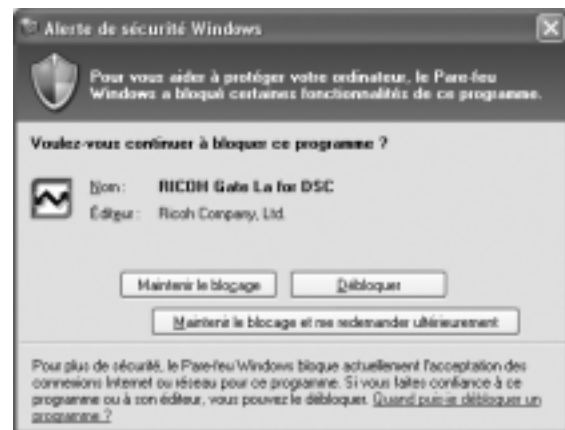 Alerte de sécurité Windows
Pour vous aider à protéger votre ordinateur, le Pare-feu
Windows a bloqué certaines fonctionnalités de ce programme.
Voulez-vous continuer à bloquer ce programme ?
Nom : RICOH Gate La for DSC
Éditeur : Ricoh Company, Ltd.
Maintenir le blocage Débloquer
Maintenir le blocage et me redemander ultérieurement
Pour plus de sécurité, le Pare-feu Windows bloque actuellement l'acceptation des
connexions Internet ou réseau pour ce programme. Si vous faites confiance à ce
programme ou à son éditeur, vous pouvez le débloquer. Quand puis-je débloquer un
programme ?